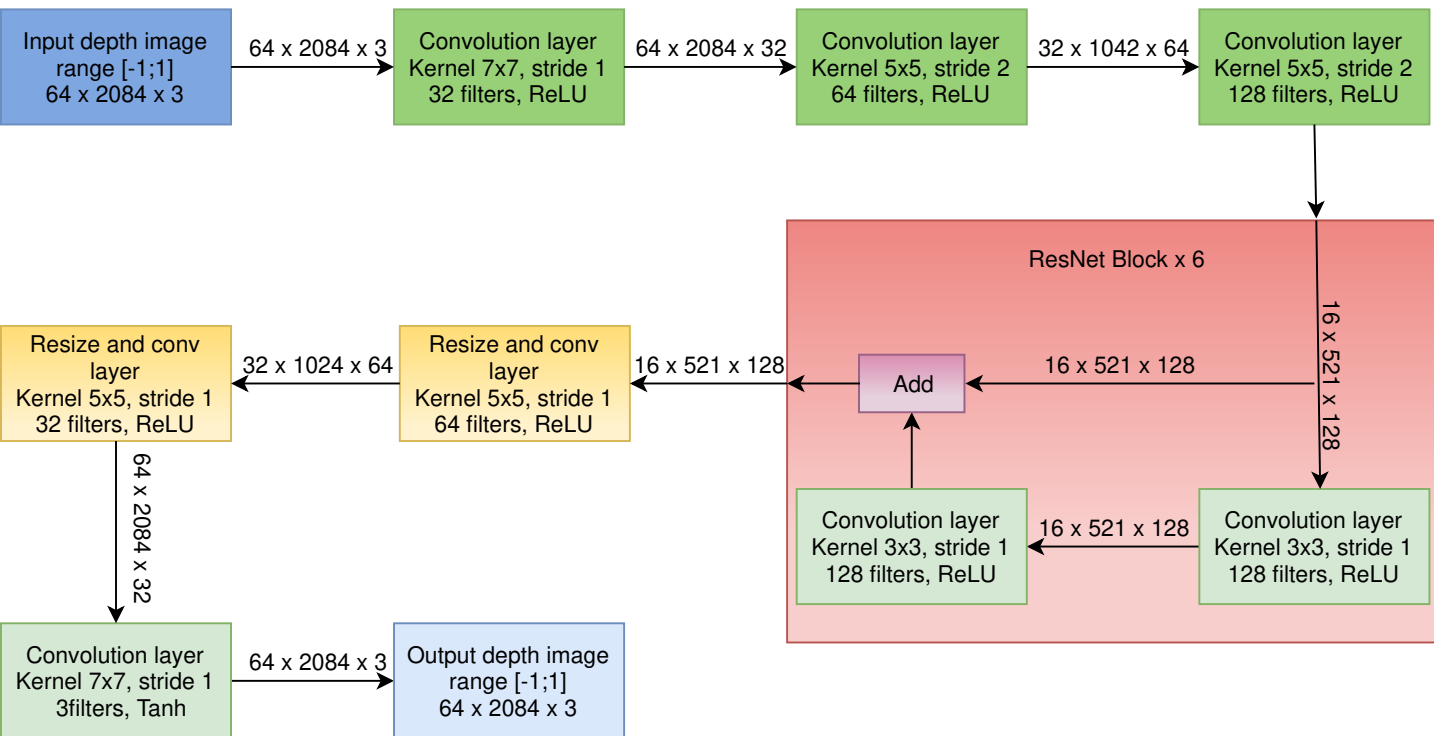 Input depth image
range [-1;1]
64 x 2084 x 3
64 x 2084 x 3
Convolution layer
Kernel 7x7, stride 1
32 filters, ReLU
64 x 2084 x 32
Convolution layer
Kernel 5x5, stride 2
64 filters, ReLU
32 x 1042 x 64
Convolution layer
Kernel 5x5, stride 2
128 filters, ReLU
ResNet Block x 6
16 x 521 x 128
16 x 521 x 128
Convolution layer
Kernel 3x3, stride 1
128 filters, ReLU
16 x 521 x 128
Convolution layer
Kernel 3x3, stride 1
128 filters, ReLU
Add
16 x 521 x 128
Resize and conv
layer
Kernel 5x5, stride 1
64 filters, ReLU
32 x 1024 x 64
Resize and conv
layer
Kernel 5x5, stride 1
32 filters, ReLU
64 x 2084 x 32
Convolution layer
Kernel 7x7, stride 1
3filters, Tanh
64 x 2084 x 3
Output depth image
range [-1;1]
64 x 2084 x 3